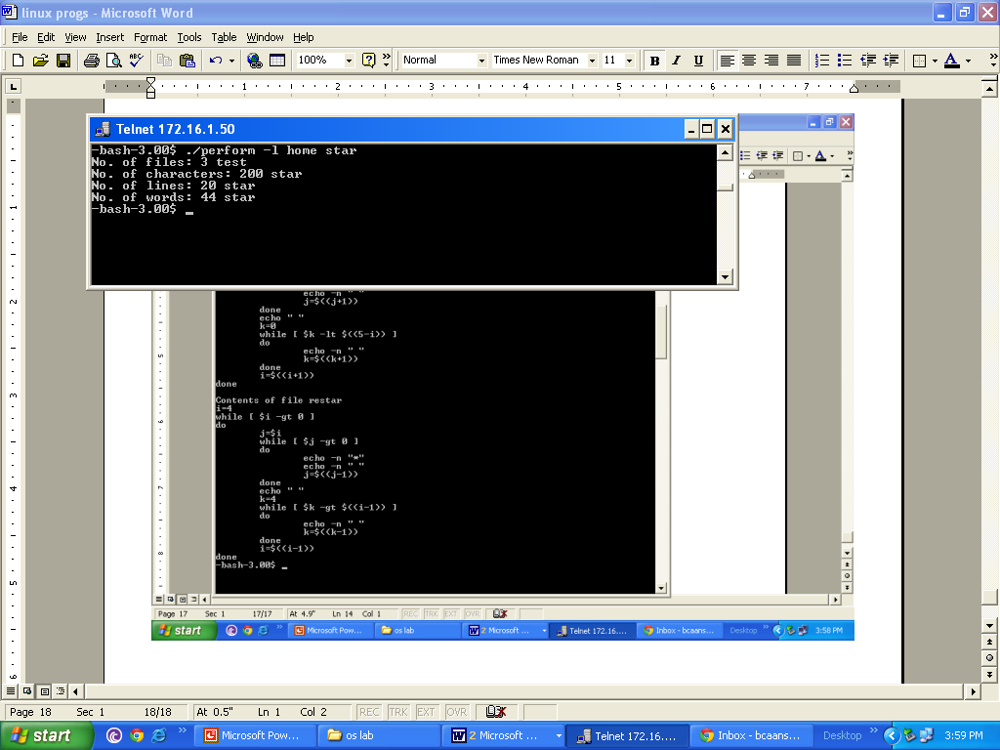 linux progs - Microsoft Word
File Edit View Insert Format Tools Table Window Help
100% Normal Times New Roman 11 B I U
1 2 3 4 5 6 7
Telnet 172.16.1.50
-bash-3.00$ ./perform -l home star
No. of files: 3 test
No. of characters: 200 star
No. of lines: 20 star
No. of words: 44 star
-bash-3.00$ _
echo -n " "
j=$((j+1))
done
echo " "
k=0
while [ $k -lt $((5-i)) ]
do
echo -n " "
k=$((k+1))
done
i=$((i+1))
done
Contents of file restar
i=4
while [ $i -gt 0 ]
do
j=$i
while [ $j -gt 0 ]
do
echo -n "*"
echo -n " "
j=$((j-1))
done
echo " "
k=4
while [ $k -gt $((i-1)) ]
do
echo -n " "
k=$((k-1))
done
i=$((i-1))
done
-bash-3.00$ _
Page 17 Sec 1 17/17 At 4.9" Ln 14 Col 1 REC TRK EXT OVR
start Microsoft Pow... os lab 2 Microsoft ... Telnet 172.16.... Inbox - bcaans... Desktop 3:58 PM
Page 18 Sec 1 18/18 At 0.5" Ln 1 Col 2 REC TRK EXT OVR
start Microsoft Pow... os lab 2 Microsoft ... Telnet 172.16.... Inbox - bcaans... Desktop 3:59 PM